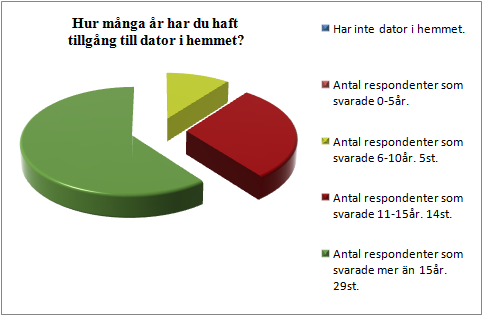 Hur många år har du haft
tillgång till dator i hemmet?
Har inte dator i hemmet.
Antal respondenter som
svarade 0-5år.
Antal respondenter som
svarade 6-10år. 5st.
Antal respondenter som
svarade 11-15år. 14st.
Antal respondenter som
svarade mer än 15år.
29st.